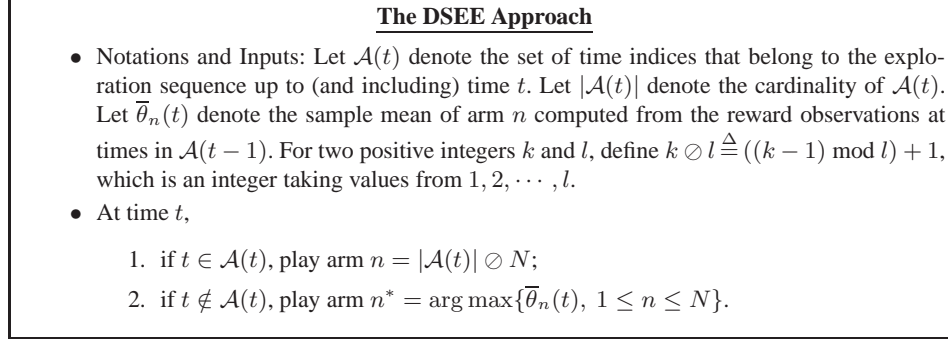 The DSEE Approach
• Notations and Inputs: Let 𝒜(t) denote the set of time indices that belong to the explo-
ration sequence up to (and including) time t. Let |𝒜(t)| denote the cardinality of 𝒜(t).
Let θ̅ₙ(t) denote the sample mean of arm n computed from the reward observations at
times in 𝒜(t − 1). For two positive integers k and l, define k ⊘ l ≜ ((k − 1) mod l) + 1,
which is an integer taking values from 1, 2, ⋯ , l.
• At time t,
1. if t ∈ 𝒜(t), play arm n = |𝒜(t)| ⊘ N;
2. if t ∉ 𝒜(t), play arm n* = arg max{θ̅ₙ(t), 1 ≤ n ≤ N}.